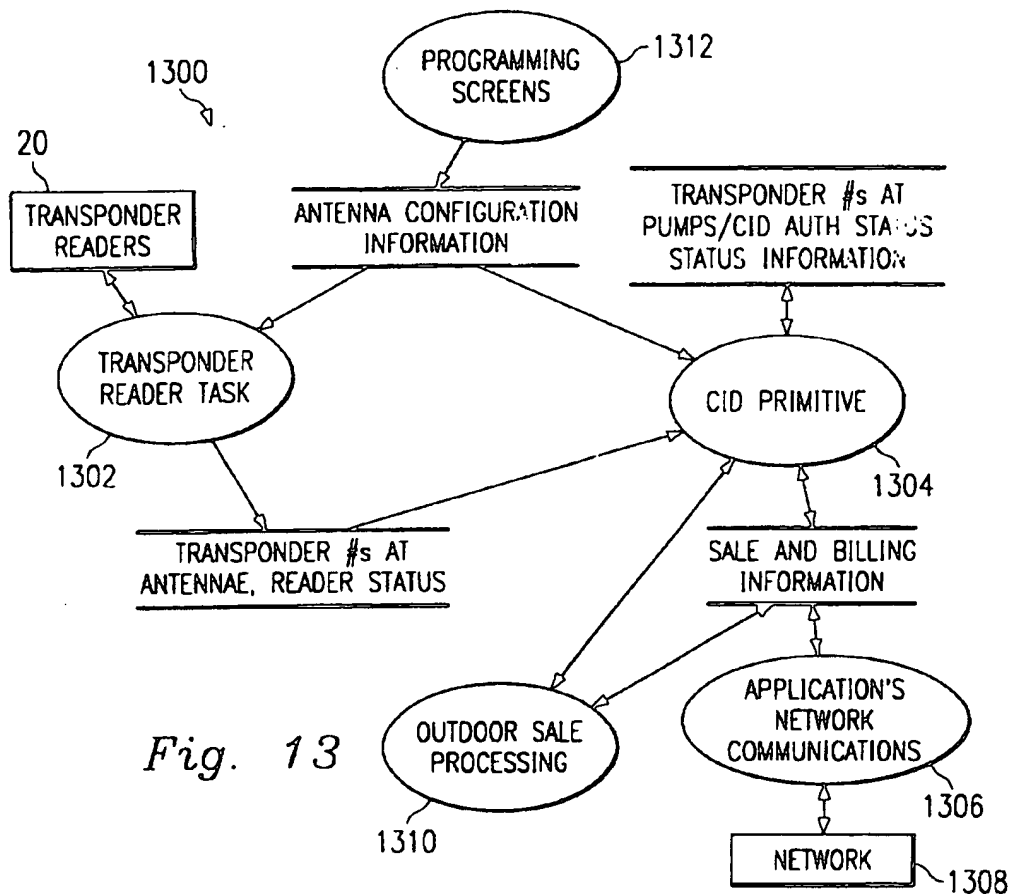 1312
PROGRAMMING
SCREENS
1300
20
TRANSPONDER
READERS
ANTENNA CONFIGURATION
INFORMATION
TRANSPONDER #s AT
PUMPS/CID AUTH STATUS
STATUS INFORMATION
TRANSPONDER
READER TASK
1302
CID PRIMITIVE
1304
TRANSPONDER #s AT
ANTENNAE, READER STATUS
SALE AND BILLING
INFORMATION
Fig. 13
OUTDOOR SALE
PROCESSING
1310
APPLICATION'S
NETWORK
COMMUNICATIONS
1306
NETWORK
1308